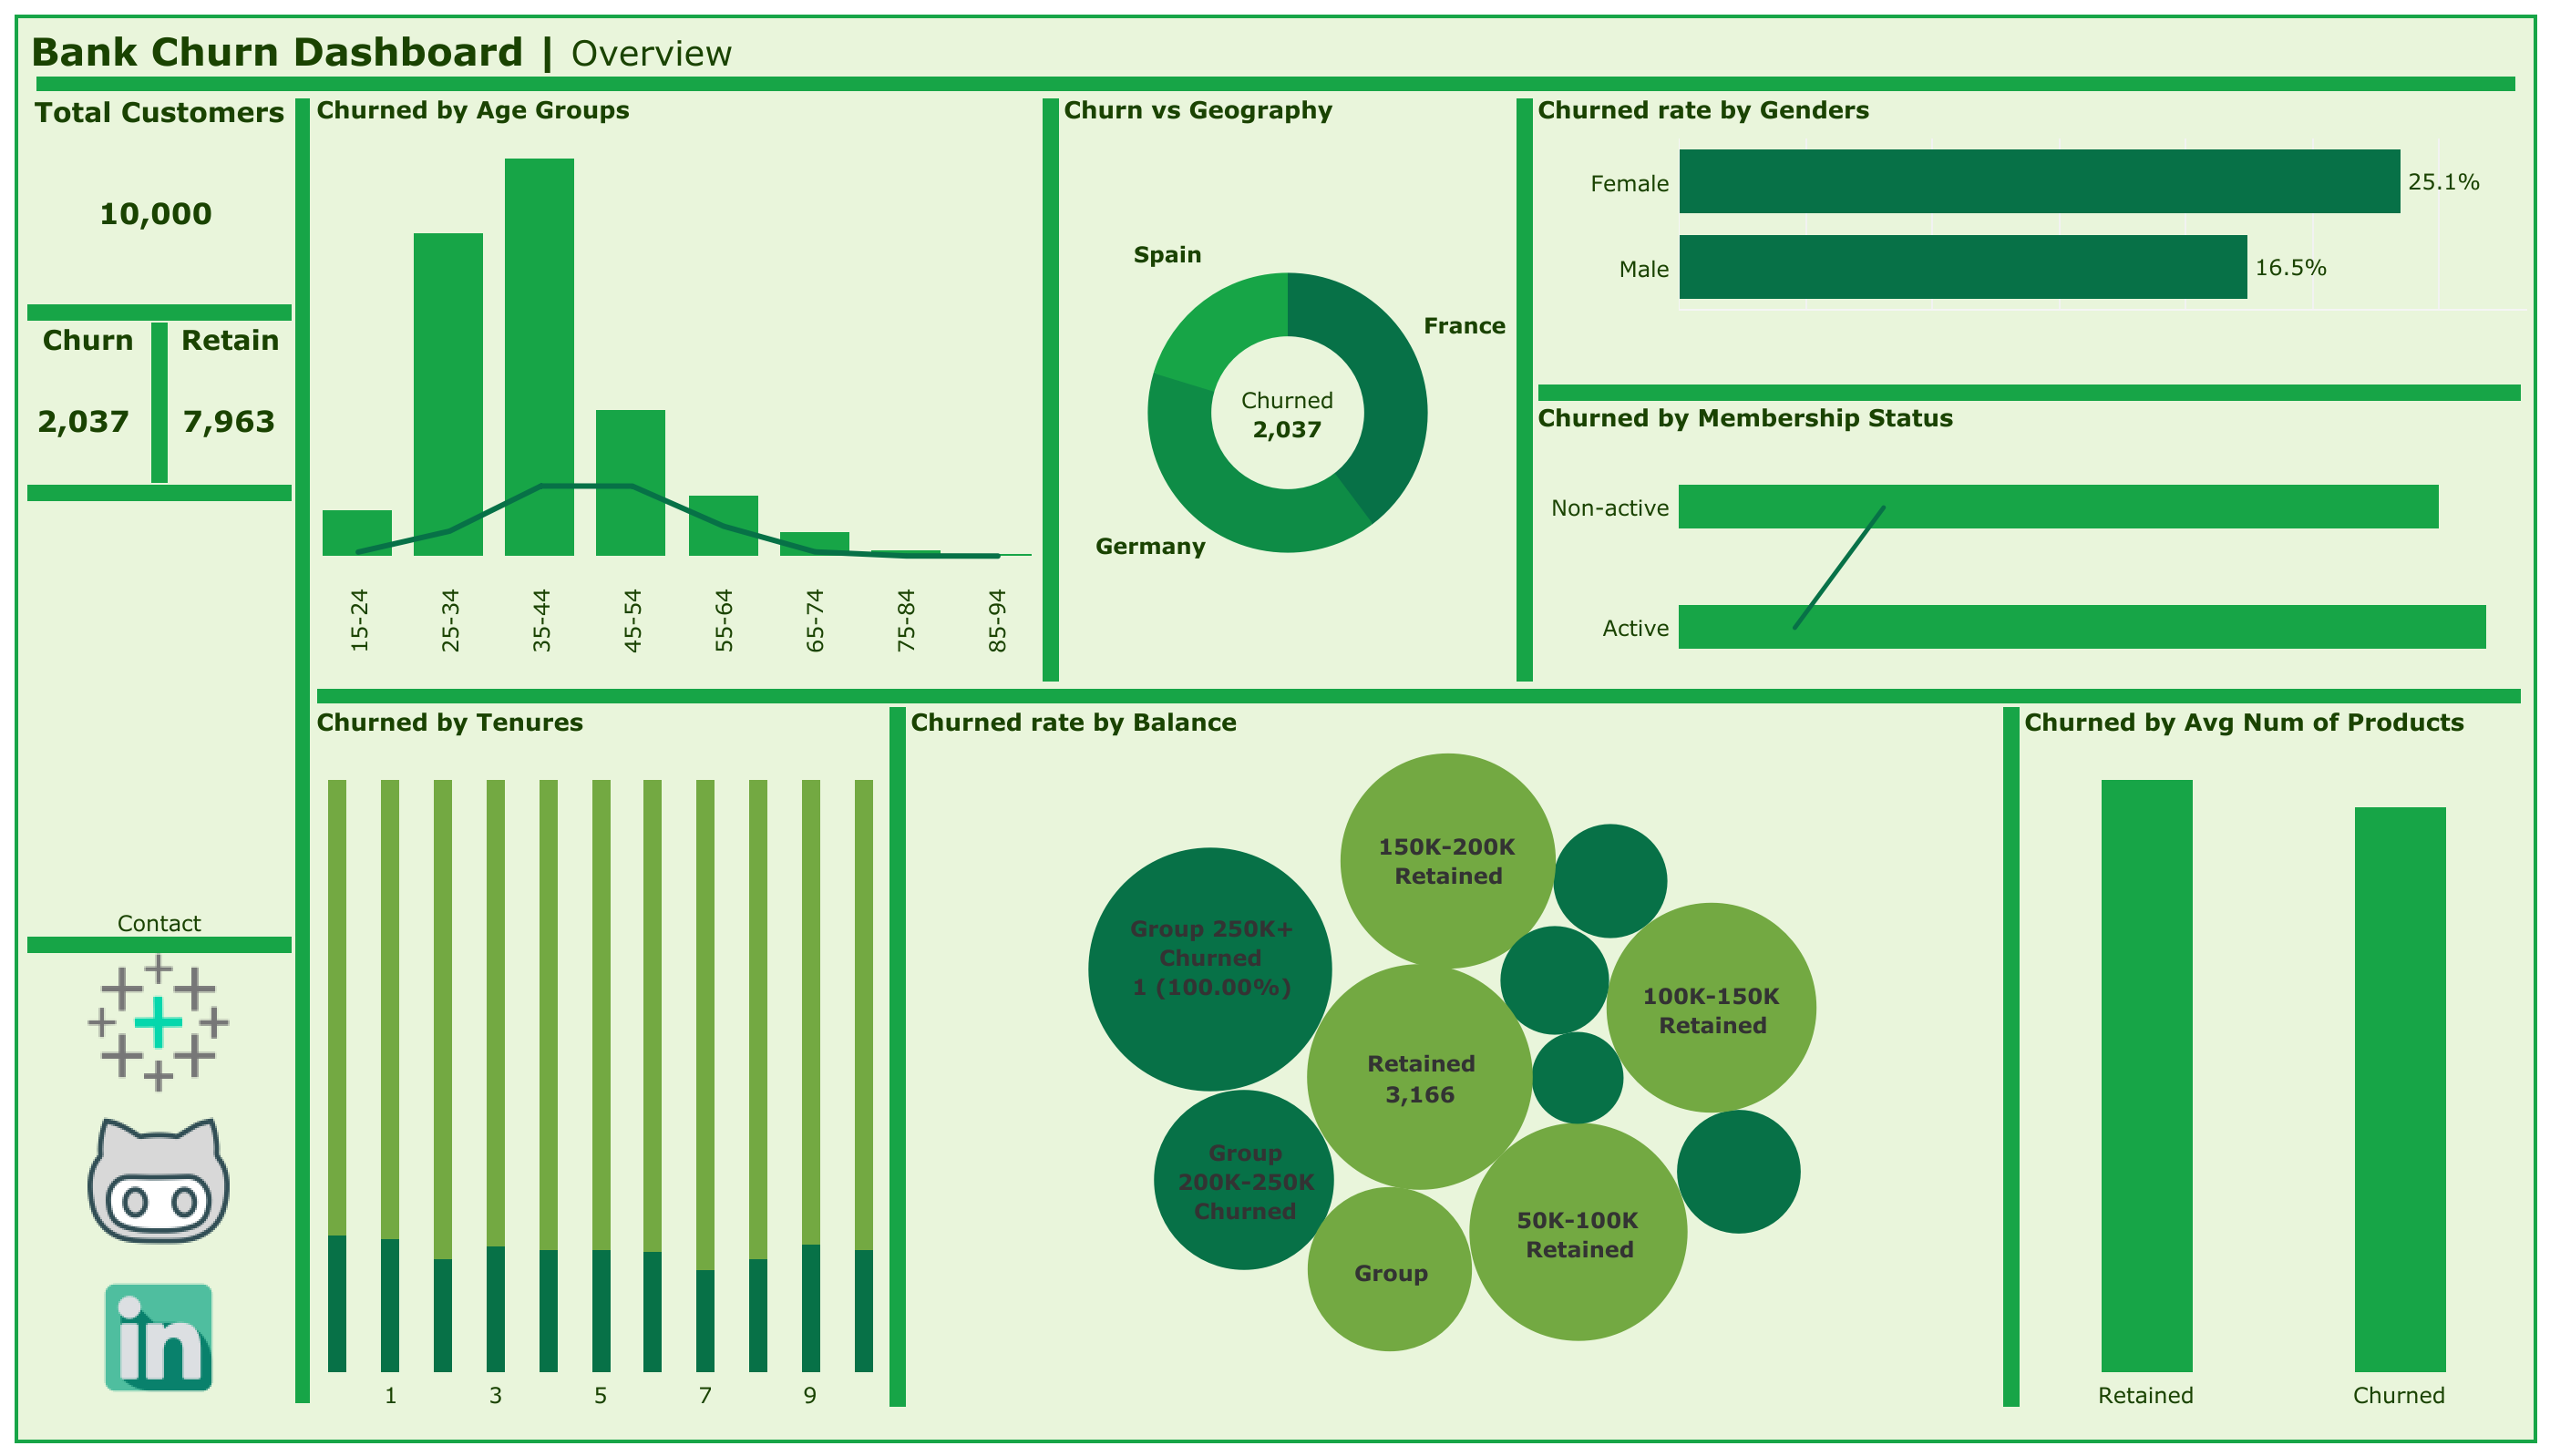 Bank Churn Dashboard | Overview
Total Customers
10,000
Churn
Retain
2,037
7,963
Contact
in
Churned by Age Groups
15-24
25-34
35-44
45-54
55-64
65-74
75-84
85-94
Churn vs Geography
Spain
France
Germany
Churned
2,037
Churned rate by Genders
Female
25.1%
Male
16.5%
Churned by Membership Status
Non-active
Active
Churned by Tenures
1
3
5
7
9
Churned rate by Balance
150K-200K
Retained
Group 250K+
Churned
1 (100.00%)
100K-150K
Retained
Retained
3,166
Group
200K-250K
Churned
50K-100K
Retained
Group
Churned by Avg Num of Products
Retained
Churned